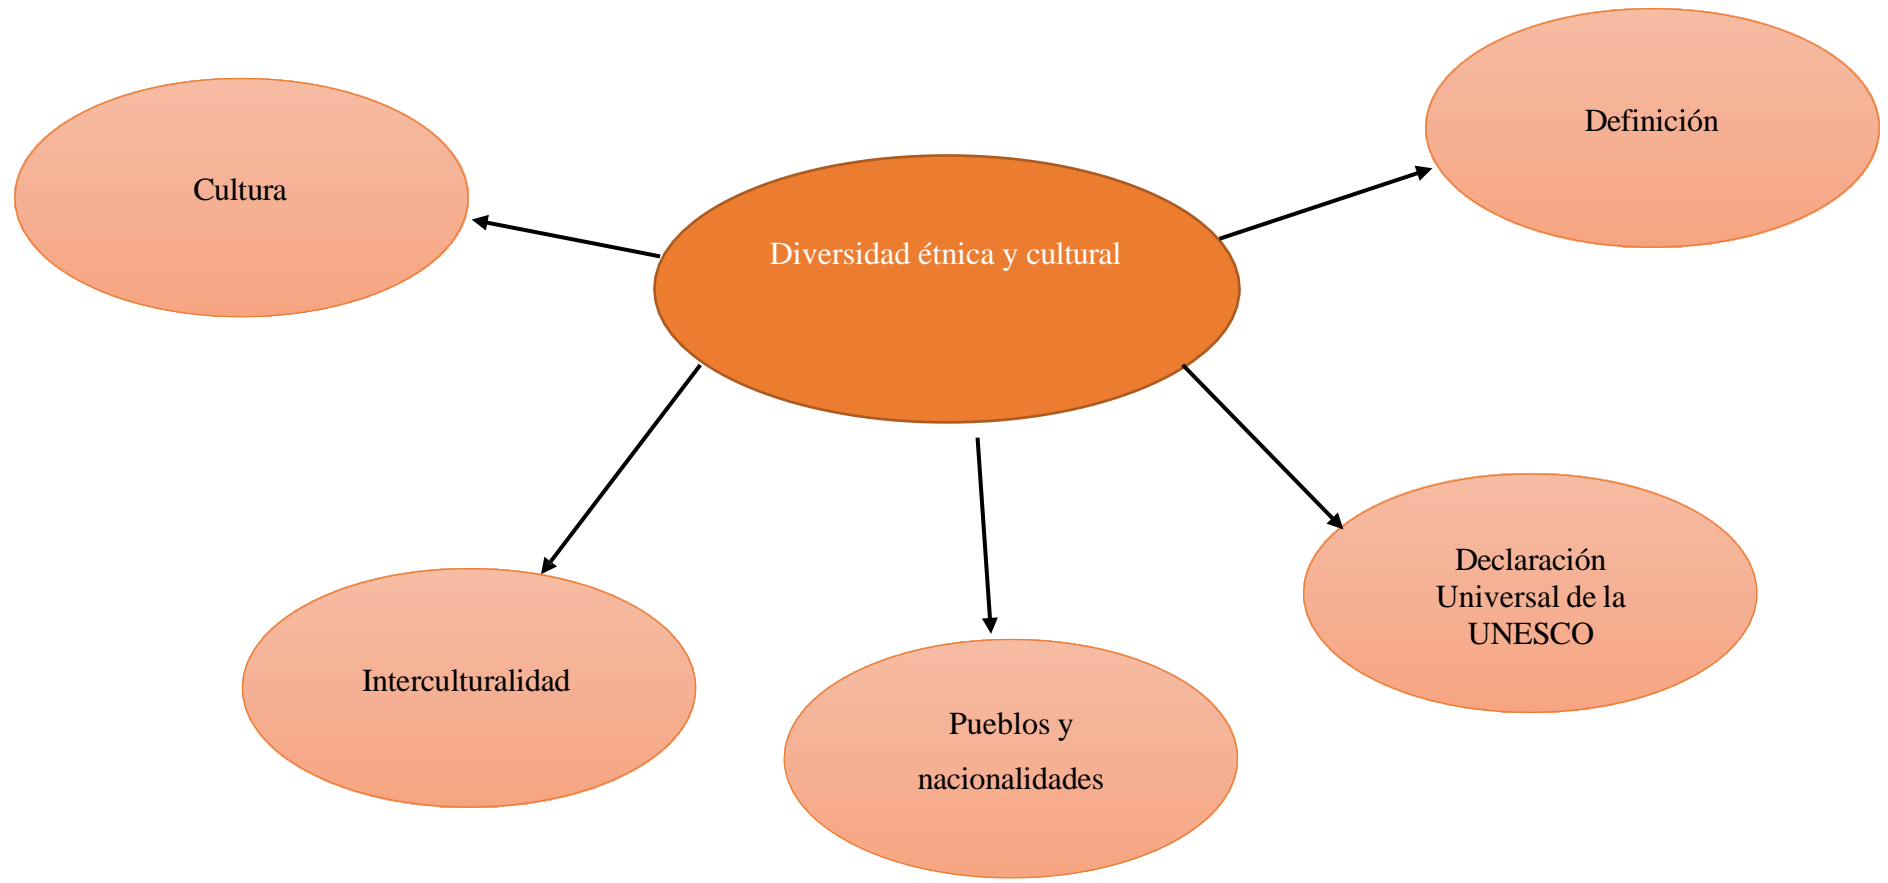 Definición
Cultura
Diversidad étnica y cultural
Declaración
Universal de la
UNESCO
Interculturalidad
Pueblos y
nacionalidades